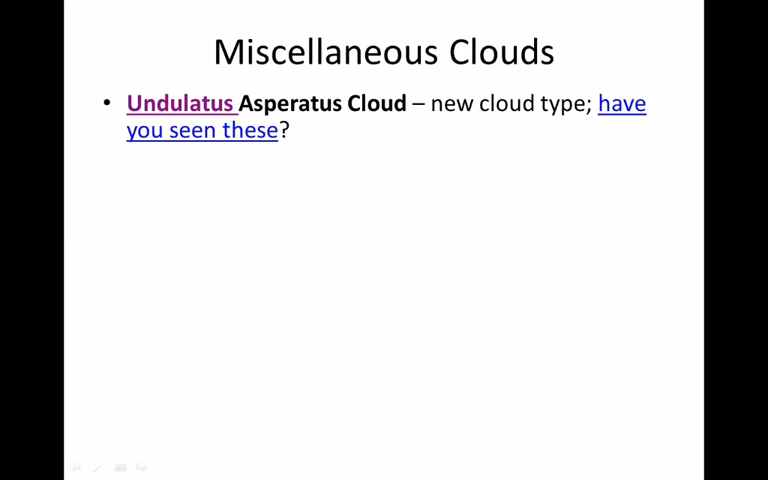 Miscellaneous Clouds
• Undulatus Asperatus Cloud – new cloud type; have
you seen these?